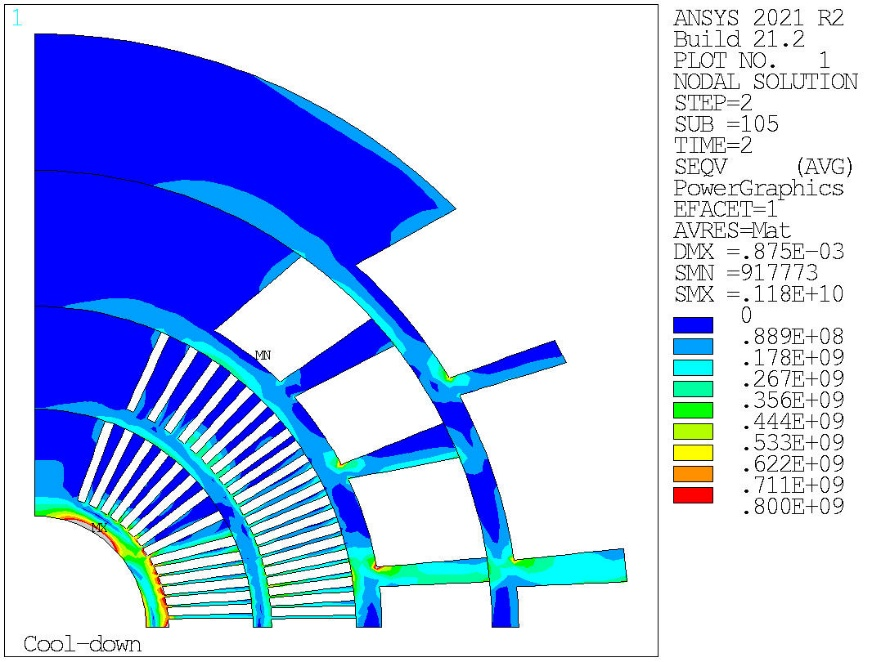 1
ANSYS 2021 R2
Build 21.2
PLOT NO. 1
NODAL SOLUTION
STEP=2
SUB =105
TIME=2
SEQV (AVG)
PowerGraphics
EFACET=1
AVRES=Mat
DMX =.875E-03
SMN =917773
SMX =.118E+10
0
.889E+08
.178E+09
.267E+09
.356E+09
.444E+09
.533E+09
.622E+09
.711E+09
.800E+09
MN
MX
Cool-down